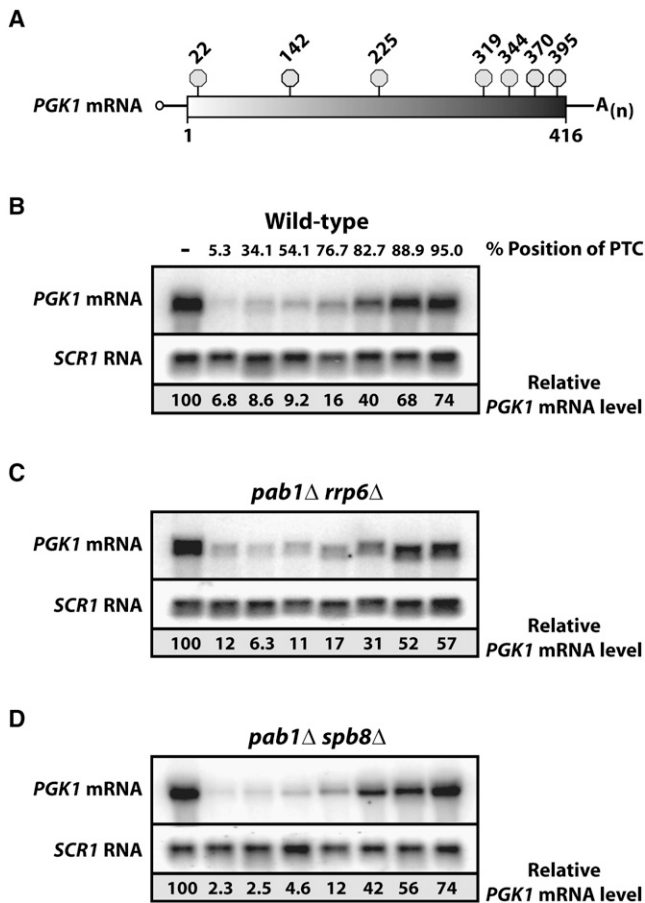 A
22 142 225 319 344 370 395
PGK1 mRNA A(n)
1 416
B
Wild-type
- 5.3 34.1 54.1 76.7 82.7 88.9 95.0 % Position of PTC
PGK1 mRNA
SCR1 RNA
100 6.8 8.6 9.2 16 40 68 74 Relative PGK1 mRNA level
C
pab1Δ rrp6Δ
PGK1 mRNA
SCR1 RNA
100 12 6.3 11 17 31 52 57 Relative PGK1 mRNA level
D
pab1Δ spb8Δ
PGK1 mRNA
SCR1 RNA
100 2.3 2.5 4.6 12 42 56 74 Relative PGK1 mRNA level